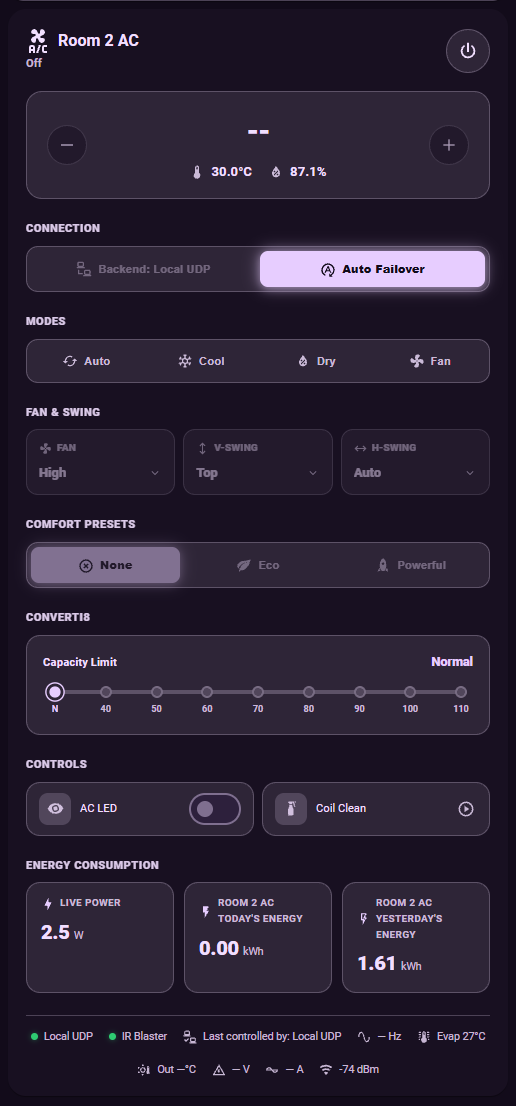 Room 2 AC
A/C
Off
--
30.0°C 87.1%
CONNECTION
Backend: Local UDP Auto Failover
MODES
Auto Cool Dry Fan
FAN & SWING
FAN V-SWING H-SWING
High Top Auto
COMFORT PRESETS
None Eco Powerful
CONVERTI8
Capacity Limit Normal
N 40 50 60 70 80 90 100 110
CONTROLS
AC LED Coil Clean
ENERGY CONSUMPTION
LIVE POWER
2.5 W
ROOM 2 AC
TODAY'S ENERGY
0.00 kWh
ROOM 2 AC
YESTERDAY'S
ENERGY
1.61 kWh
Local UDP IR Blaster Last controlled by: Local UDP — Hz Evap 27°C
Out —°C — V — A -74 dBm